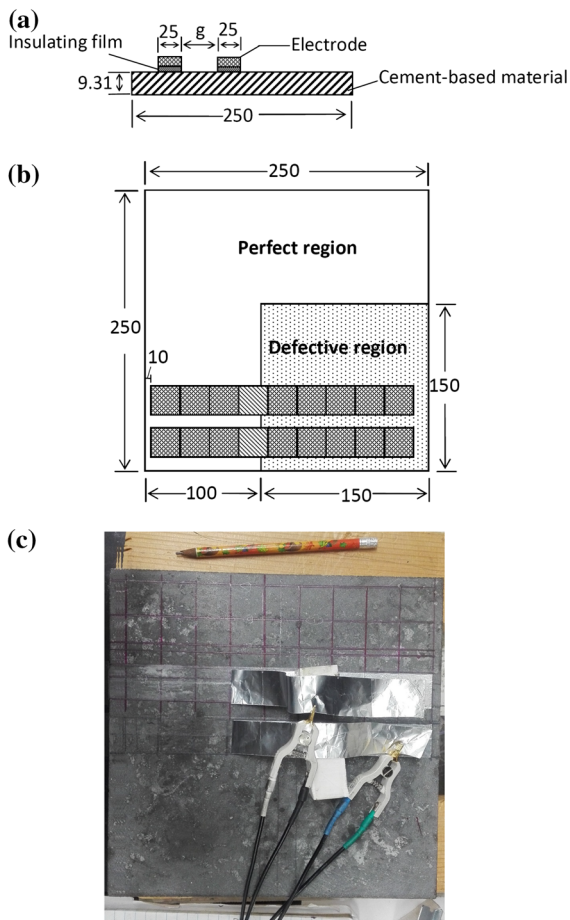 (a)
25 g 25
Insulating film
Electrode
9.31
Cement-based material
250
(b)
250
Perfect region
250
Defective region
10
150
100 150
(c)